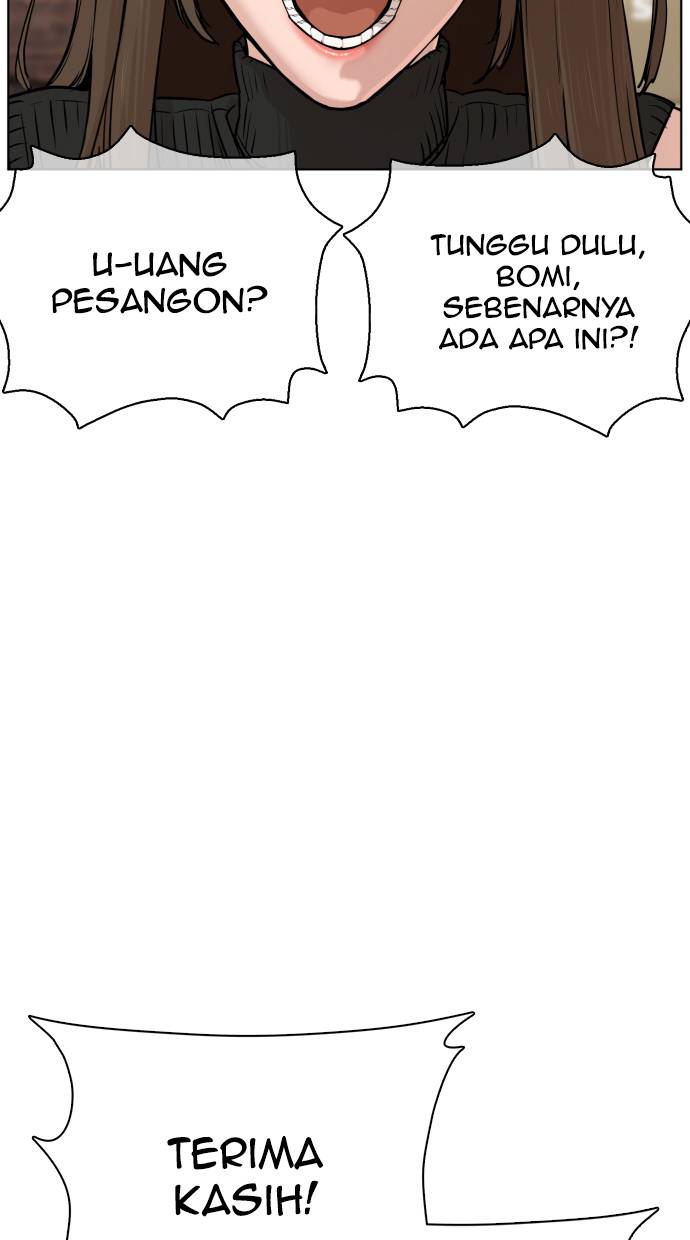 U-UANG
PESANGON?
TUNGGU DULU,
BOMI,
SEBENARNYA
ADA APA INI?!
TERIMA
KASIH!